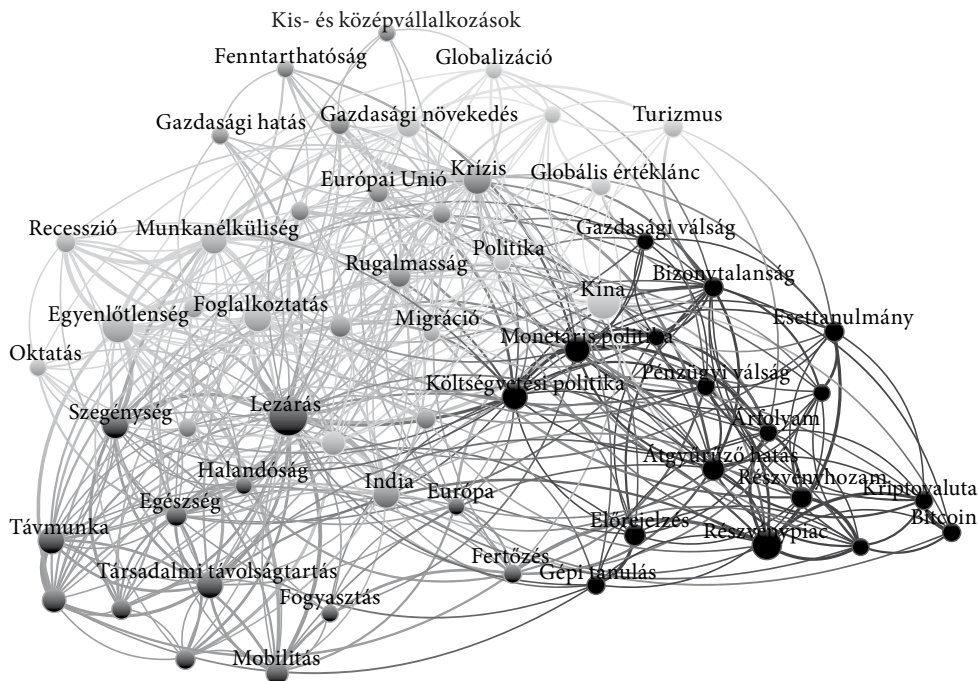 Kis- és középvállalkozások
Fenntarthatóság
Globalizáció
Gazdasági hatás
Gazdasági növekedés
Turizmus
Európai Unió
Krízis
Globális értéklánc
Recesszió
Munkanélküliség
Gazdasági válság
Rugalmasság
Politika
Bizonytalanság
Kína
Egyenlőtlenség
Foglalkoztatás
Migráció
Esettanulmány
Monetáris politika
Oktatás
Költségvetési politika
Pénzügyi válság
Szegénység
Lezárás
Árfolyam
Átgyűrűző hatás
Halandóság
India
Európa
Részvényhozam
Kriptovaluta
Egészség
Távmunka
Előrejelzés
Részvénypiac
Bitcoin
Társadalmi távolságtartás
Fertőzés
Gépi tanulás
Fogyasztás
Mobilitás